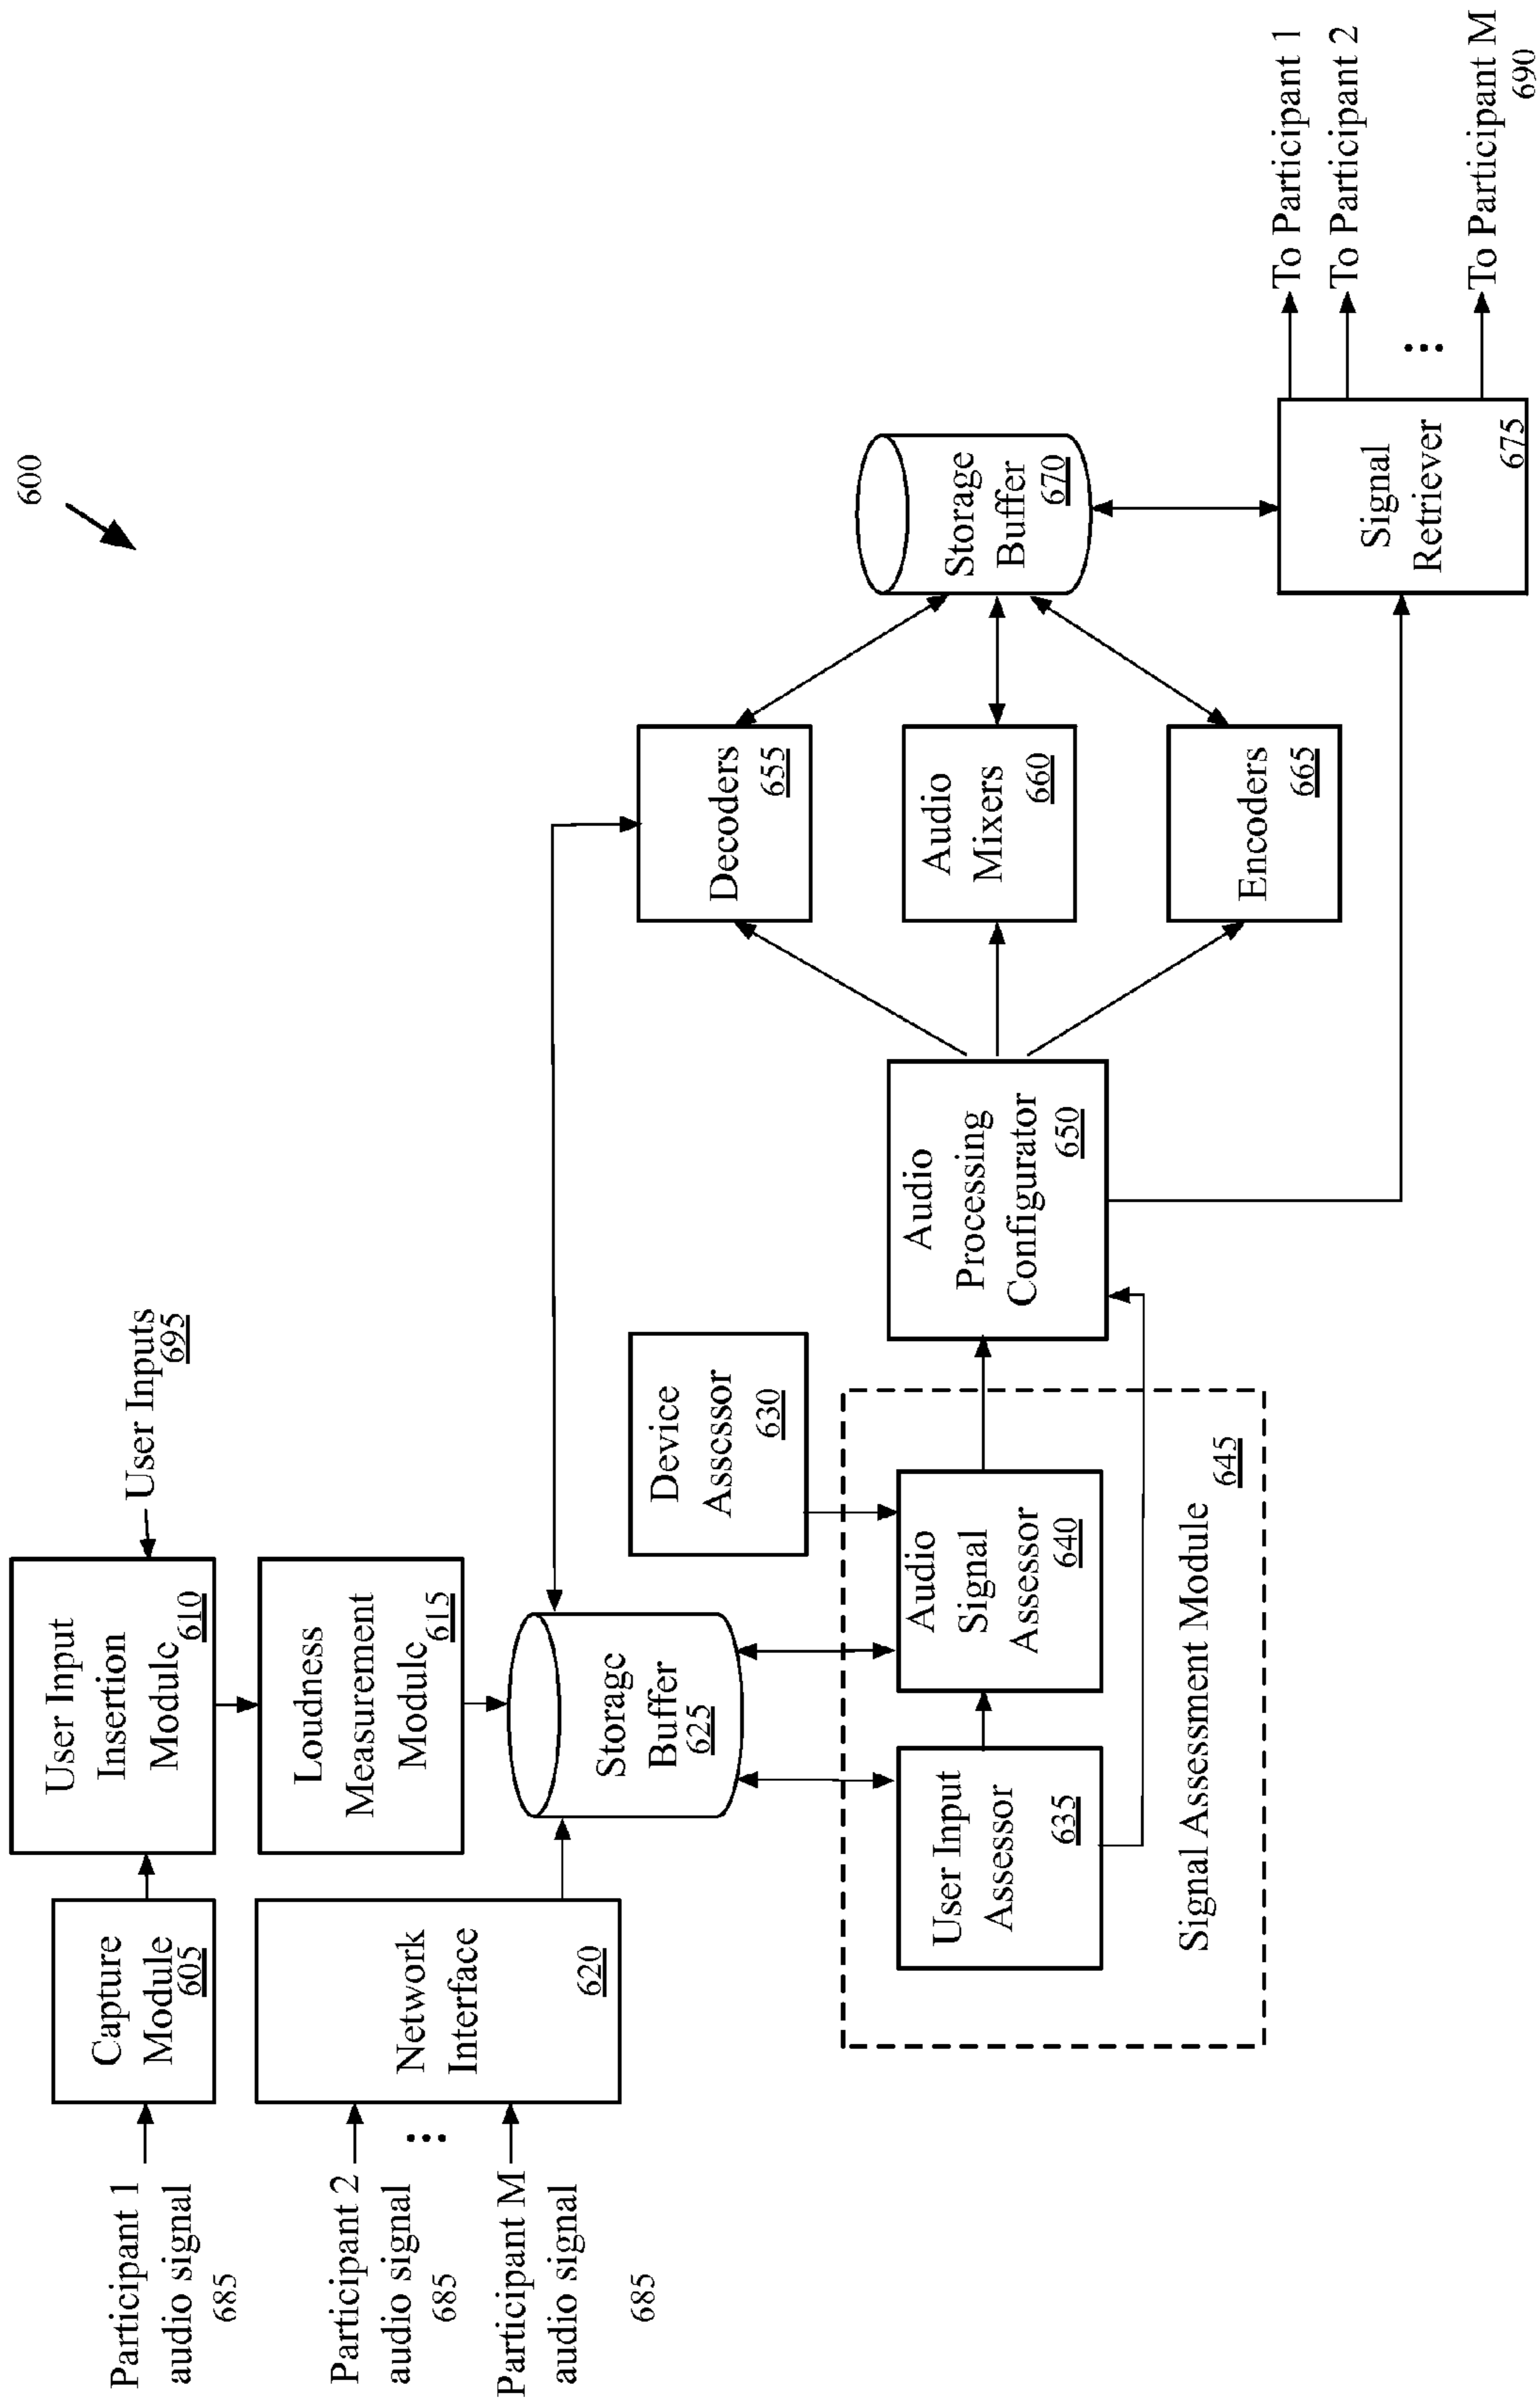 600
Participant 1
audio signal
685
Capture
Module
605
User Input
Insertion
Module
610
User Inputs
695
Participant 2
audio signal
685
Participant M
audio signal
685
Network
Interface
620
Loudness
Measurement
Module
615
Storage
Buffer
625
Device
Assessor
630
User Input
Assessor
635
Audio
Signal
Assessor
640
Signal Assessment Module
645
Audio
Processing
Configurator
650
Decoders
655
Audio
Mixers
660
Encoders
665
Storage
Buffer
670
Signal
Retriever
675
To Participant 1
To Participant 2
To Participant M
690